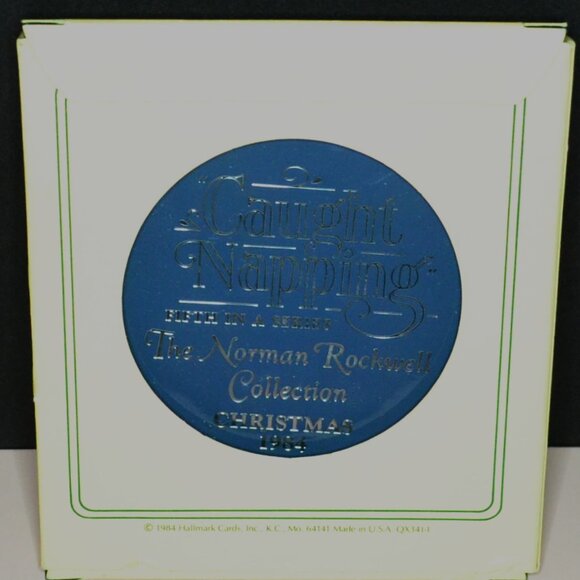 "Caught
Napping"
FIFTH IN A SERIES
The Norman Rockwell
Collection
CHRISTMAS
1984
© 1984 Hallmark Cards, Inc., K.C., Mo. 64141 Made in U.S.A. QX341-1